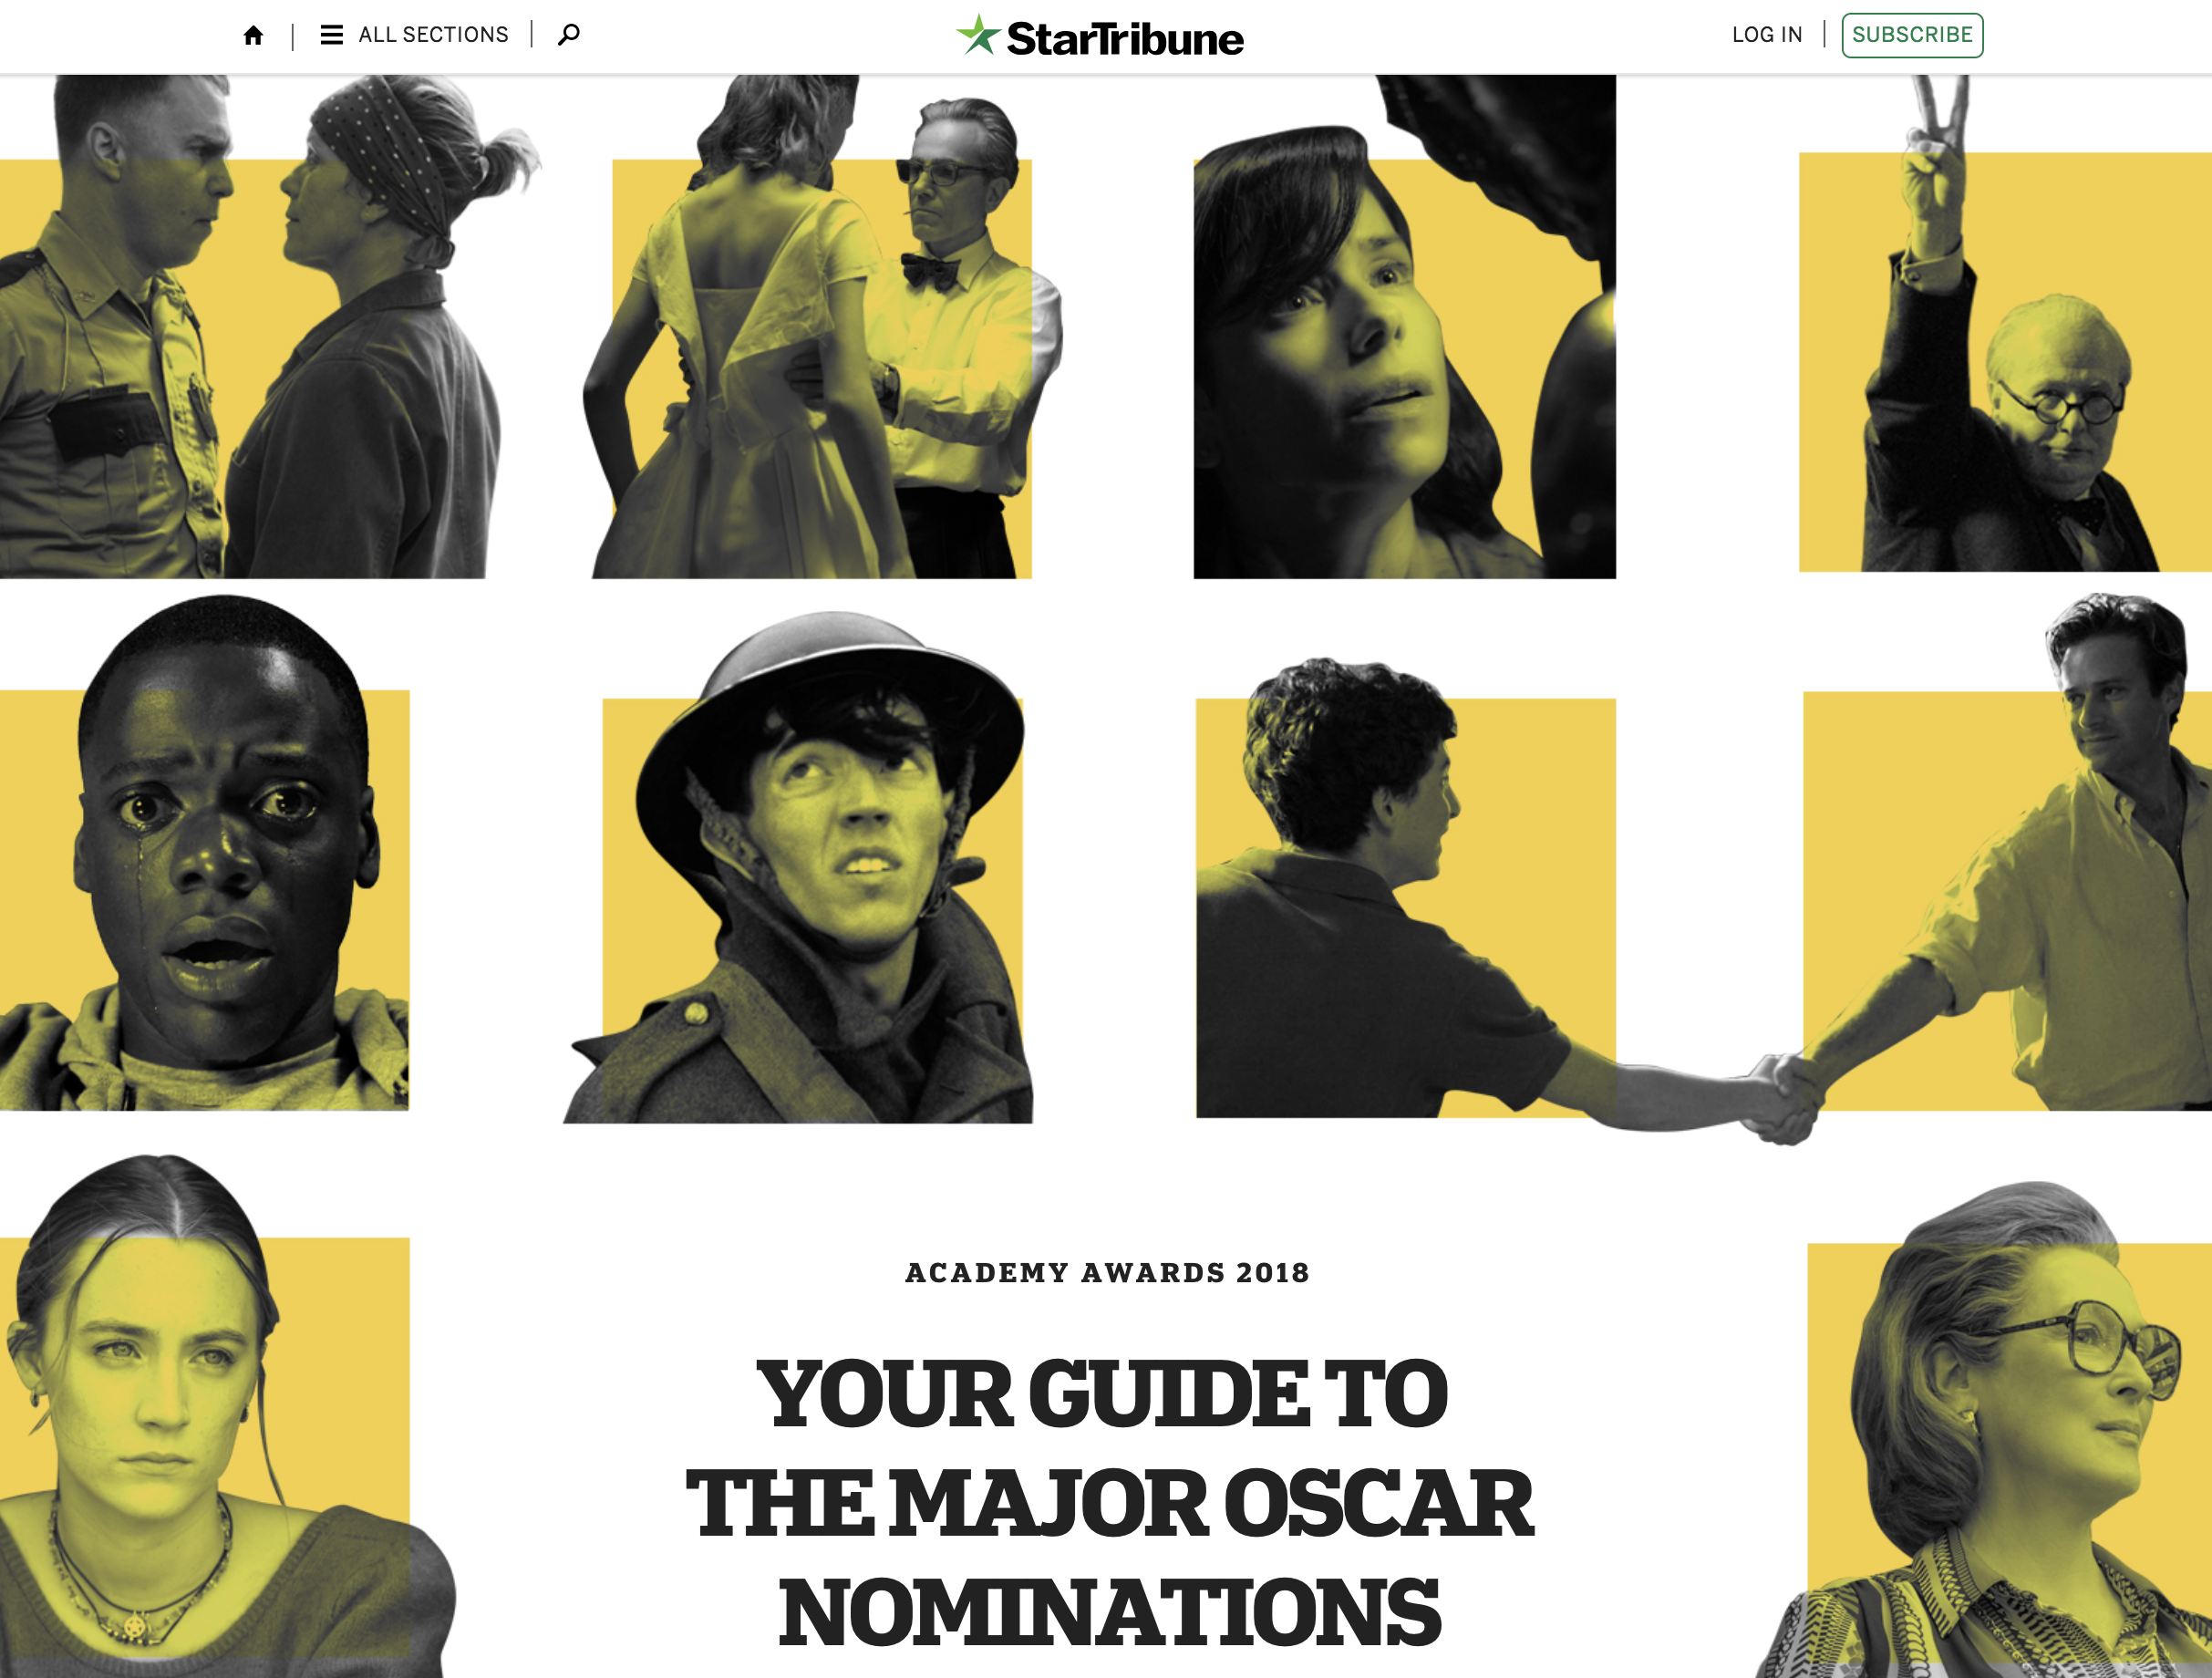 ALL SECTIONS
StarTribune
LOG IN
SUBSCRIBE
ACADEMY AWARDS 2018
YOUR GUIDE TO
THE MAJOR OSCAR
NOMINATIONS